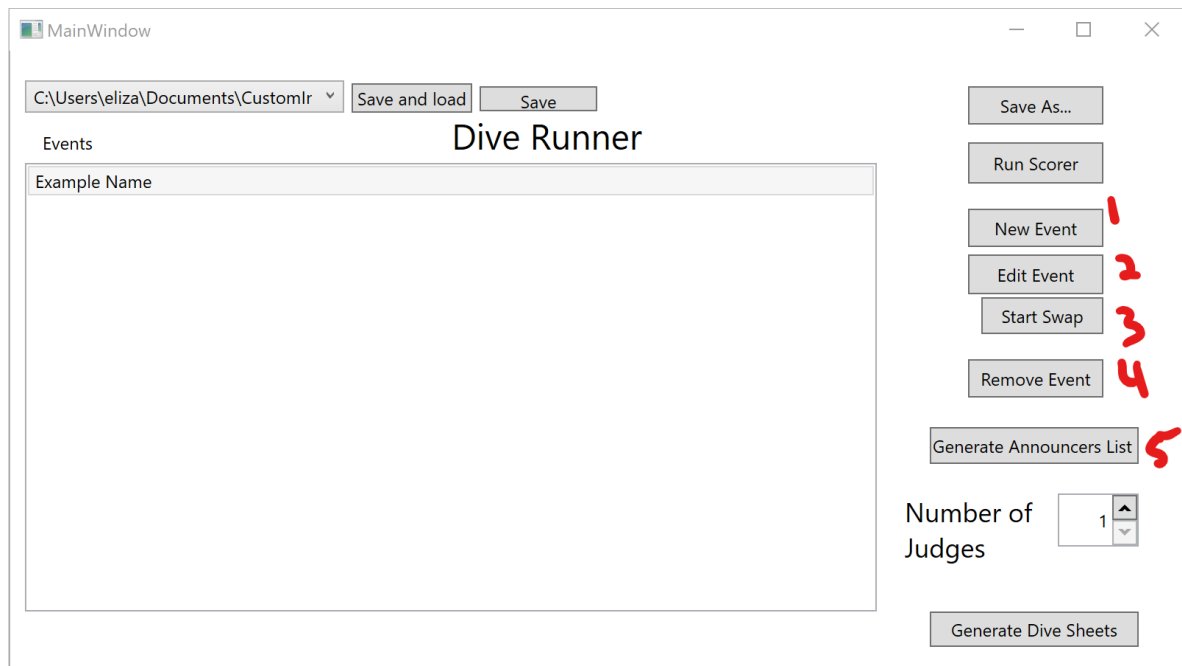 MainWindow
C:\Users\eliza\Documents\CustomIr
Save and load
Save
Save As...
Events
Dive Runner
Run Scorer
Example Name
New Event 1
Edit Event 2
Start Swap 3
Remove Event 4
Generate Announcers List 5
Number of
Judges
1
Generate Dive Sheets